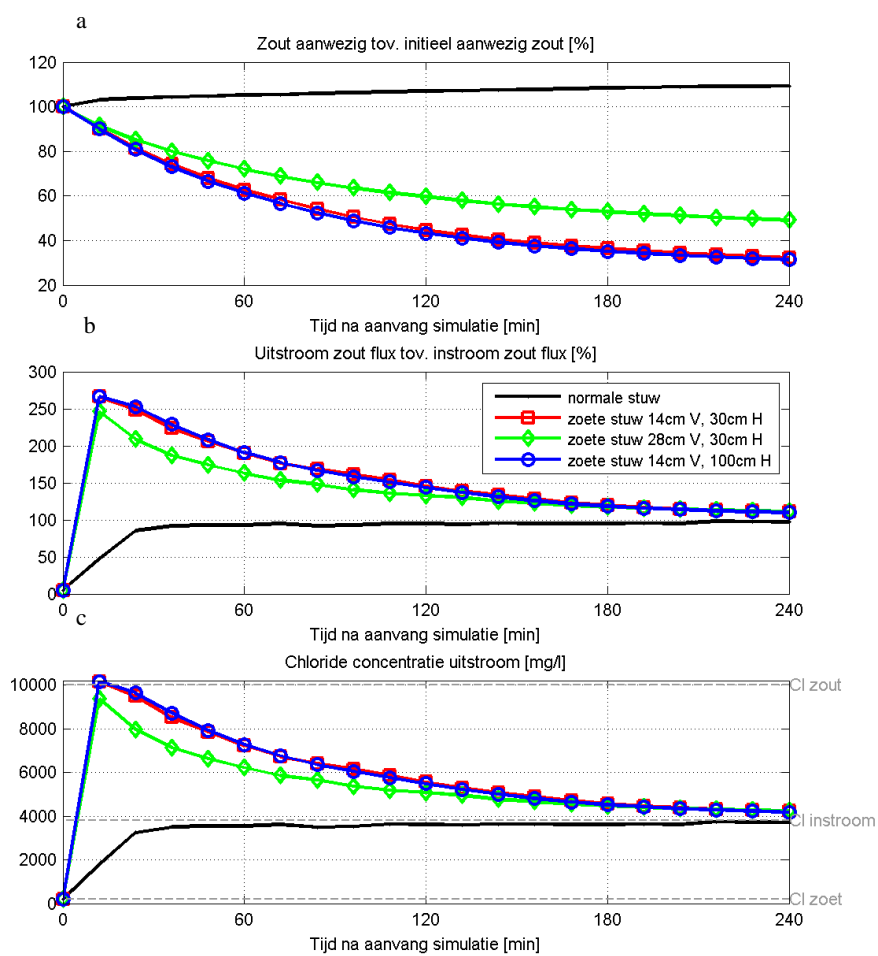 a
Zout aanwezig tov. initieel aanwezig zout [%]
120
100
80
60
40
20
0 60 120 180 240
Tijd na aanvang simulatie [min]
b
Uitstroom zout flux tov. instroom zout flux [%]
300
250
200
150
100
50
0
normale stuw
zoete stuw 14cm V, 30cm H
zoete stuw 28cm V, 30cm H
zoete stuw 14cm V, 100cm H
0 60 120 180 240
Tijd na aanvang simulatie [min]
c
Chloride concentratie uitstroom [mg/l]
10000
8000
6000
4000
2000
0
Cl zout
Cl instroom
Cl zoet
0 60 120 180 240
Tijd na aanvang simulatie [min]